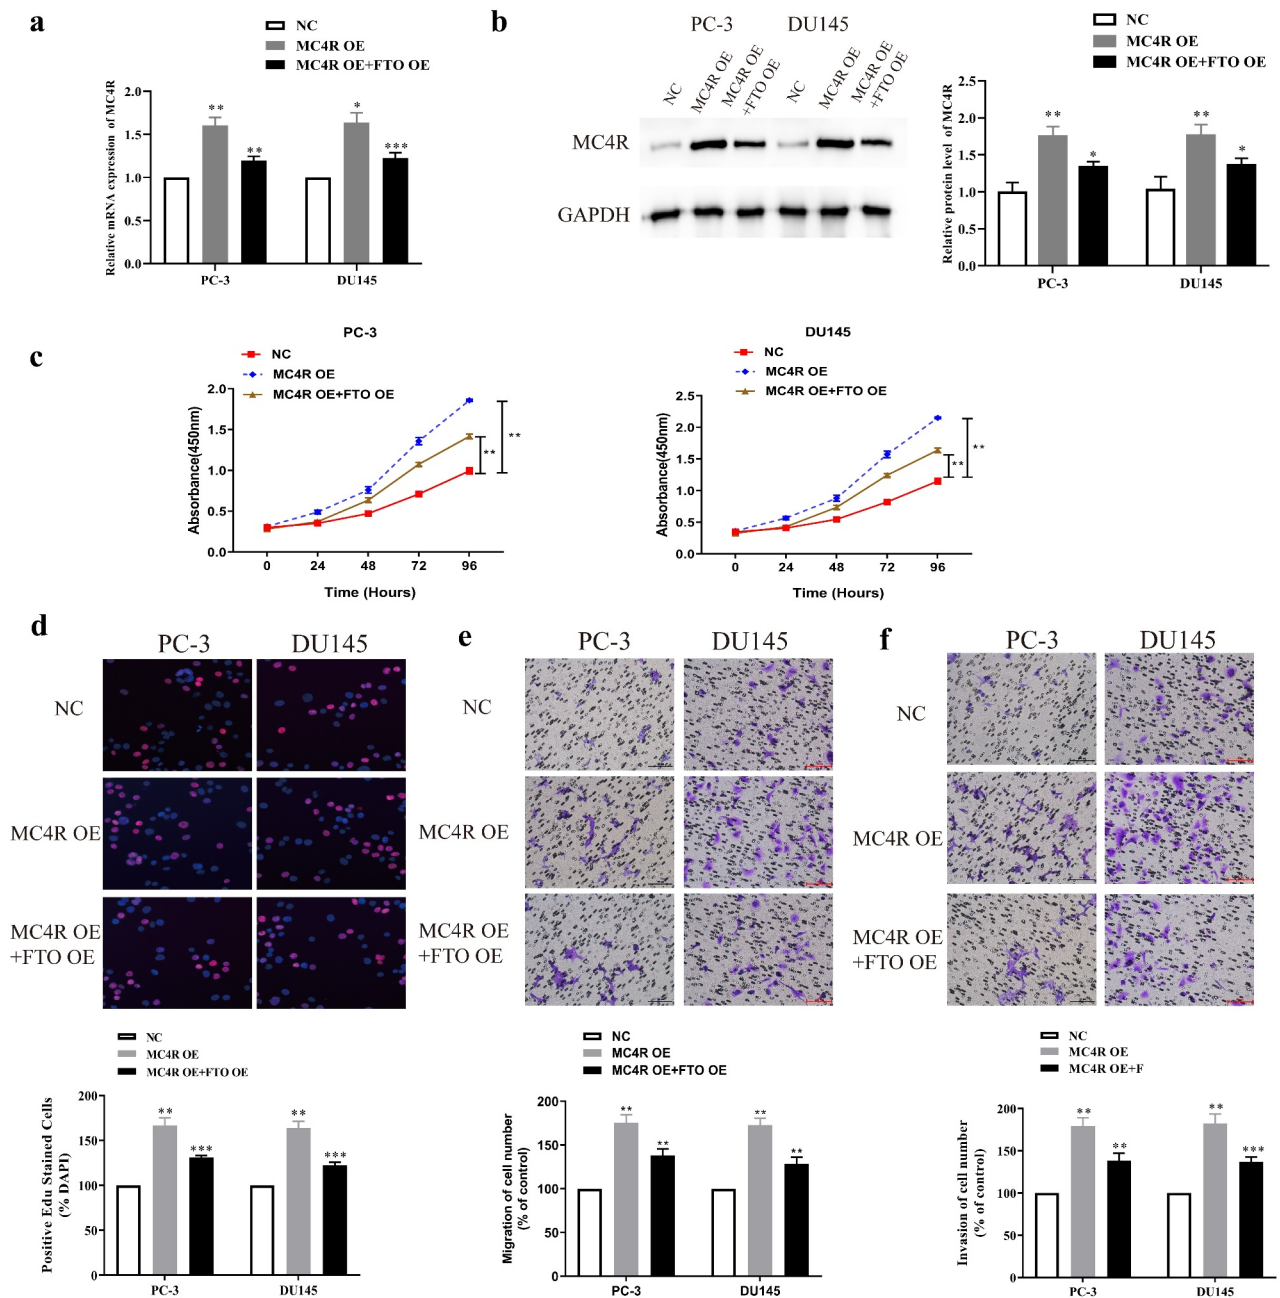 a
NC
MC4R OE
MC4R OE+FTO OE
Relative mRNA expression of MC4R
2.0
1.5
1.0
0.5
0.0
**
**
*
***
PC-3
DU145
b
PC-3
DU145
NC
MC4R OE
MC4R OE
+FTO OE
NC
MC4R OE
MC4R OE
+FTO OE
MC4R
GAPDH
NC
MC4R OE
MC4R OE+FTO OE
Relative protein level of MC4R
2.5
2.0
1.5
1.0
0.5
0.0
**
*
**
*
PC-3
DU145
c
PC-3
NC
MC4R OE
MC4R OE+FTO OE
Absorbance(450nm)
2.0
1.5
1.0
0.5
0.0
**
**
0
24
48
72
96
Time (Hours)
DU145
NC
MC4R OE
MC4R OE+FTO OE
Absorbance(450nm)
2.5
2.0
1.5
1.0
0.5
0.0
**
**
0
24
48
72
96
Time (Hours)
d
PC-3
DU145
NC
MC4R OE
MC4R OE
+FTO OE
NC
MC4R OE
MC4R OE+FTO OE
Positive Edu Stained Cells
(% DAPI)
200
150
100
50
0
**
***
**
***
PC-3
DU145
e
PC-3
DU145
NC
MC4R OE
MC4R OE
+FTO OE
NC
MC4R OE
MC4R OE+FTO OE
Migration of cell number
(% of control)
200
150
100
50
0
**
**
**
**
PC-3
DU145
f
PC-3
DU145
NC
MC4R OE
MC4R OE
+FTO OE
NC
MC4R OE
MC4R OE+F
Invasion of cell number
(% of control)
200
150
100
50
0
**
**
**
***
PC-3
DU145